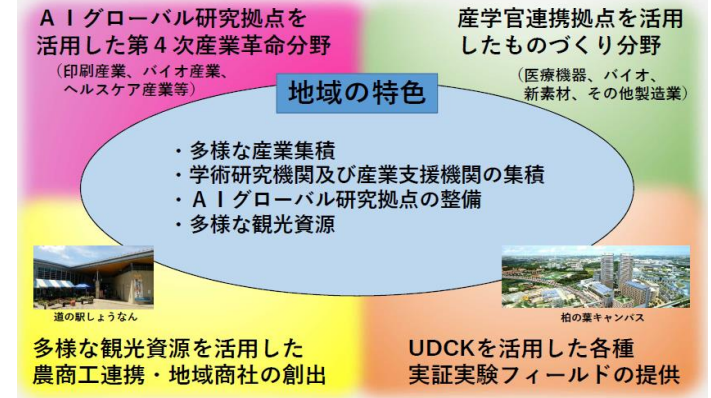 AIグローバル研究拠点を
活用した第4次産業革命分野
（印刷産業、バイオ産業、
ヘルスケア産業等）
産学官連携拠点を活用
したものづくり分野
（医療機器、バイオ、
新素材、その他製造業）
地域の特色
・多様な産業集積
・学術研究機関及び産業支援機関の集積
・AIグローバル研究拠点の整備
・多様な観光資源
道の駅しょうなん
柏の葉キャンパス
多様な観光資源を活用した
農商工連携・地域商社の創出
UDCKを活用した各種
実証実験フィールドの提供